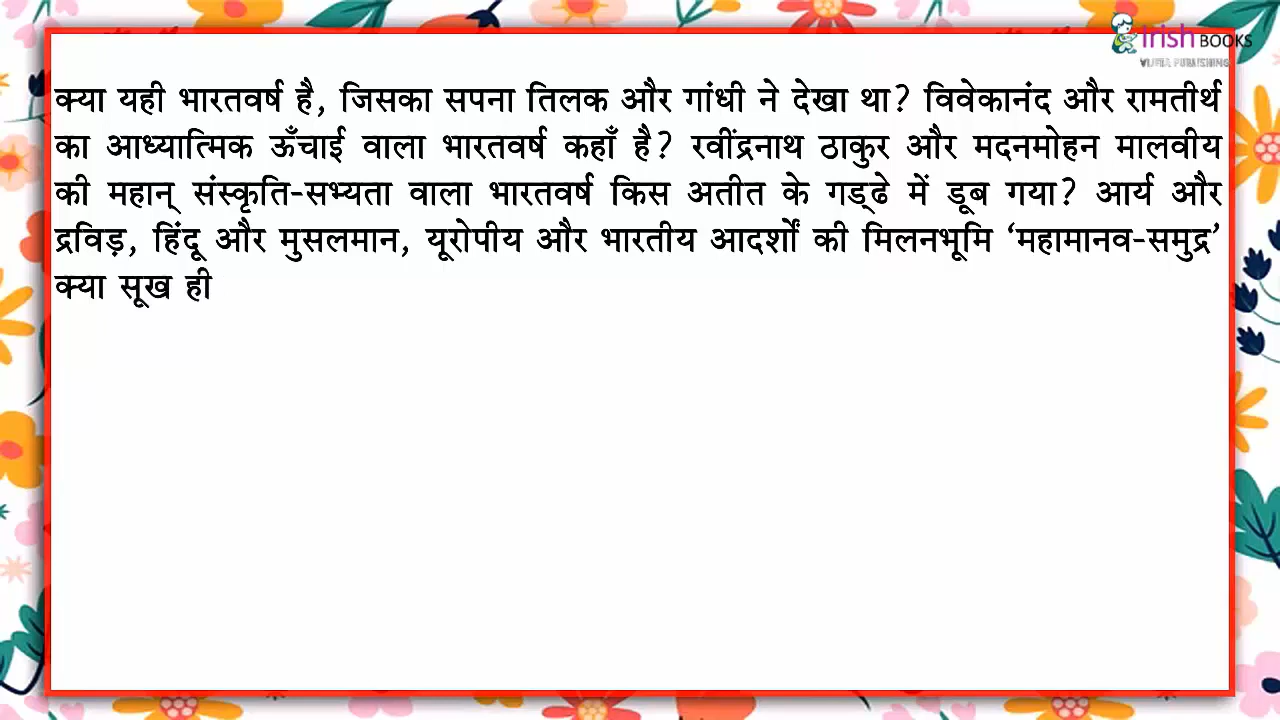 irish BOOKS
क्या यही भारतवर्ष है, जिसका सपना तिलक और गांधी ने देखा था? विवेकानंद और रामतीर्थ
का आध्यात्मिक ऊँचाई वाला भारतवर्ष कहाँ है? रवींद्रनाथ ठाकुर और मदनमोहन मालवीय
की महान् संस्कृति-सभ्यता वाला भारतवर्ष किस अतीत के गड्ढे में डूब गया? आर्य और
द्रविड़, हिंदू और मुसलमान, यूरोपीय और भारतीय आदर्शों की मिलनभूमि ‘महामानव-समुद्र’
क्या सूख ही